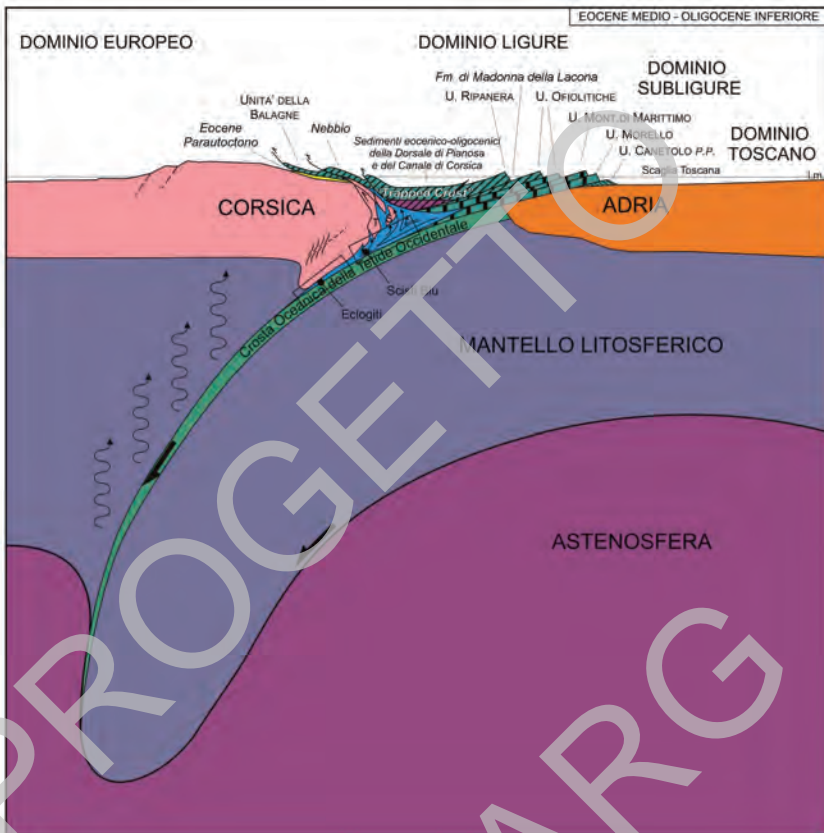 EOCENE MEDIO - OLIGOCENE INFERIORE
DOMINIO EUROPEO
DOMINIO LIGURE
Fm. di Madonna della Lacona
DOMINIO
SUBLIGURE
U. RIPANERA
U. OFIOLITICHE
UNITA' DELLA
BALAGNE
U. MONT. DI MARITTIMO
Eocene
Parautoctono
Nebbio
Sedimenti eocenico-oligocenici
della Dorsale di Pianosa
e del Canale di Corsica
U. MORELLO
U. CANETOLO P.P.
DOMINIO
TOSCANO
Scaglia Toscana
l.m.
Trapped Crust
CORSICA
ADRIA
Crosta Oceanica della Tetide Occidentale
Scisti Blu
Eclogiti
MANTELLO LITOSFERICO
ASTENOSFERA
PROGETTO
CARG